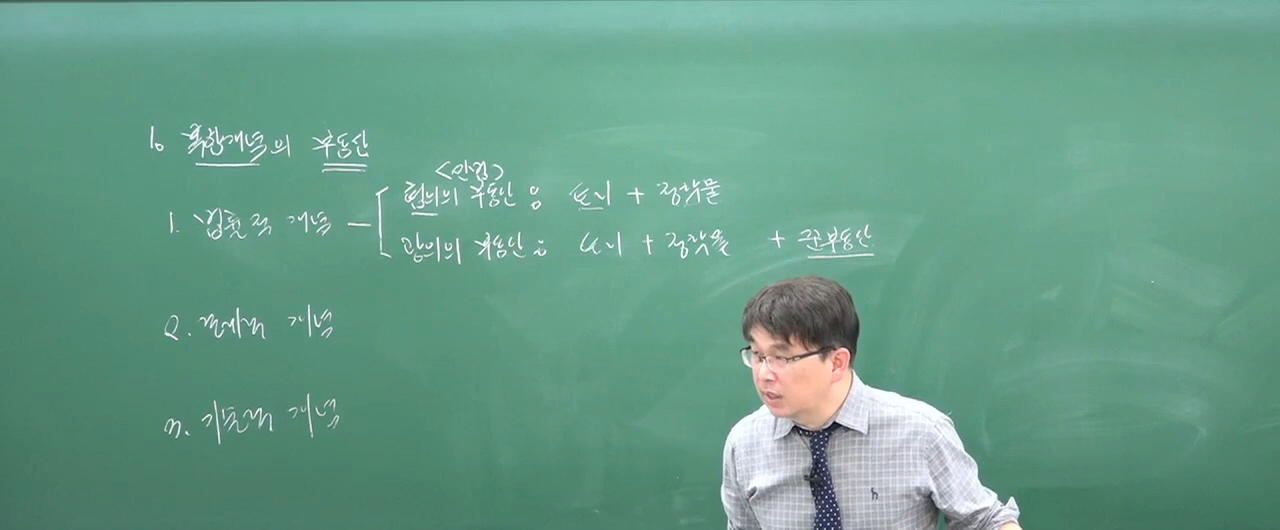 6 복합개념의 부동산
<민법>
1. 법률적 개념 ─ 협의의 부동산 : 토지 + 정착물
광의의 부동산 : 토지 + 정착물 + 준부동산
2. 경제적 개념
3. 기술적 개념